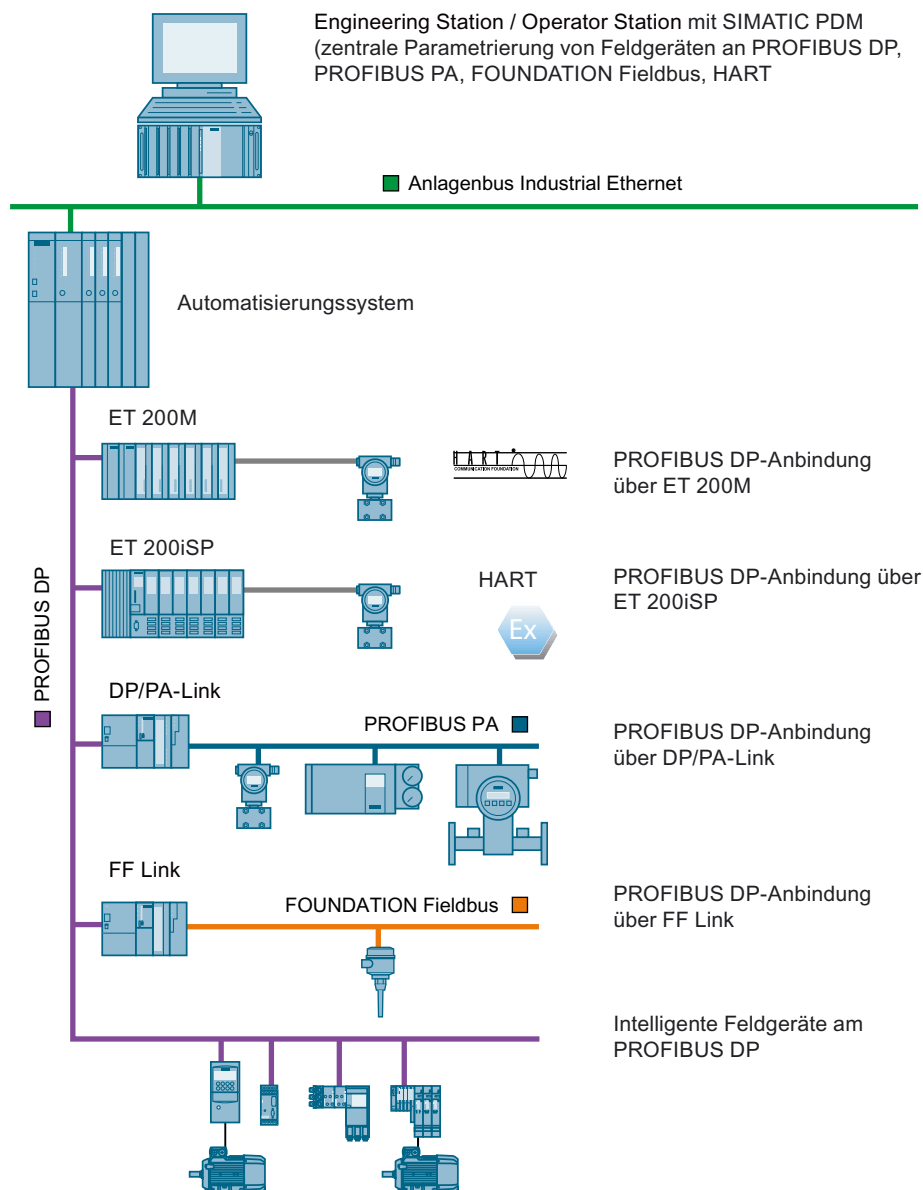 Engineering Station / Operator Station mit SIMATIC PDM
(zentrale Parametrierung von Feldgeräten an PROFIBUS DP,
PROFIBUS PA, FOUNDATION Fieldbus, HART
Anlagenbus Industrial Ethernet
Automatisierungssystem
ET 200M
HART
COMMUNICATION FOUNDATION
PROFIBUS DP-Anbindung
über ET 200M
ET 200iSP
HART
Ex
PROFIBUS DP-Anbindung über
ET 200iSP
PROFIBUS DP
DP/PA-Link
PROFIBUS PA
PROFIBUS DP-Anbindung
über DP/PA-Link
FF Link
FOUNDATION Fieldbus
PROFIBUS DP-Anbindung
über FF Link
Intelligente Feldgeräte am
PROFIBUS DP